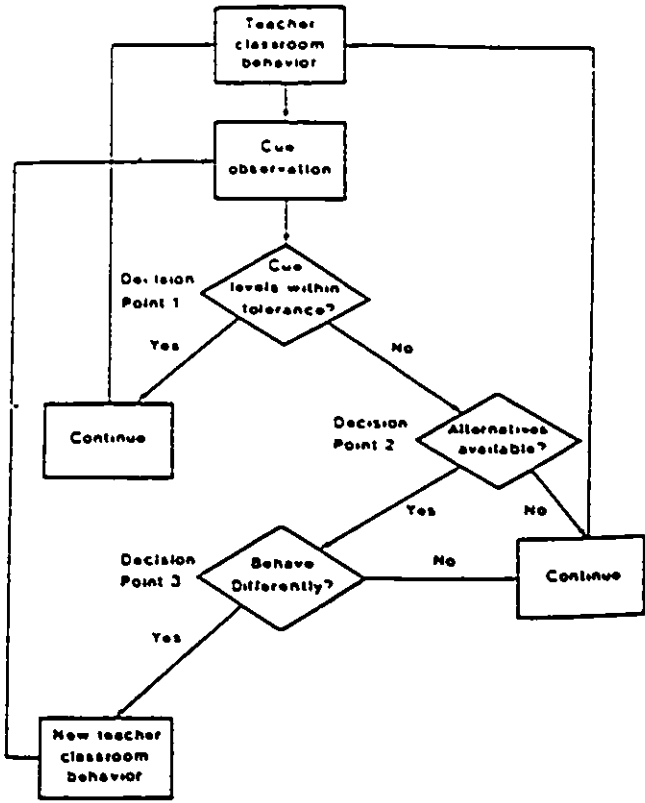 Teacher
classroom
behavior
Cue
observation
Cue
levels within
tolerance?
Decision
Point 1
Yes
No
Continue
Decision
Point 2
Alternatives
available?
Yes
No
Decision
Point 3
Behave
Differently?
No
Continue
Yes
New teacher
classroom
behavior